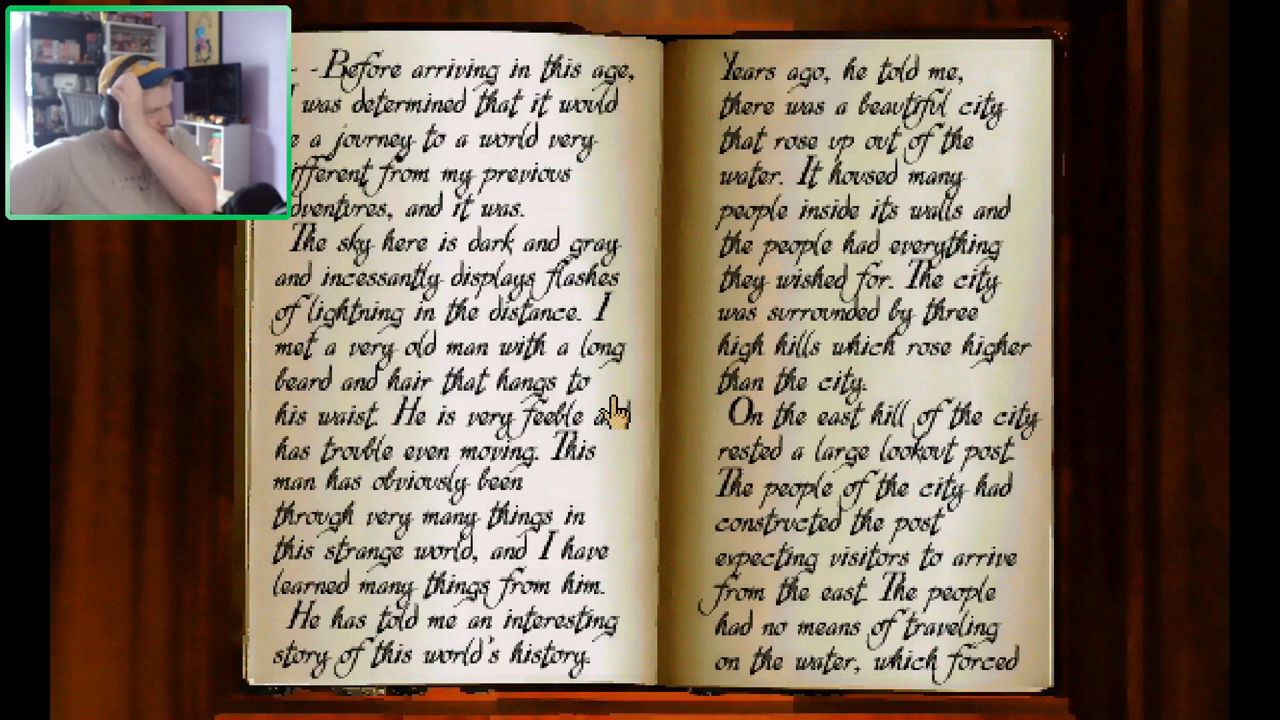 - -Before arriving in this age,
I was determined that it would
a journey to a world very
different from my previous
adventures, and it was.
The sky here is dark and gray
and incessantly displays flashes
of lightning in the distance. I
met a very old man with a long
beard and hair that hangs to
his waist. He is very feeble and
has trouble even moving. This
man has obviously been
through very many things in
this strange world, and I have
learned many things from him.
He has told me an interesting
story of this world's history.
Years ago, he told me,
there was a beautiful city
that rose up out of the
water. It housed many
people inside its walls and
the people had everything
they wished for. The city
was surrounded by three
high hills which rose higher
than the city.
On the east hill of the city
rested a large lookout post.
The people of the city had
constructed the post
expecting visitors to arrive
from the east. The people
had no means of traveling
on the water, which forced